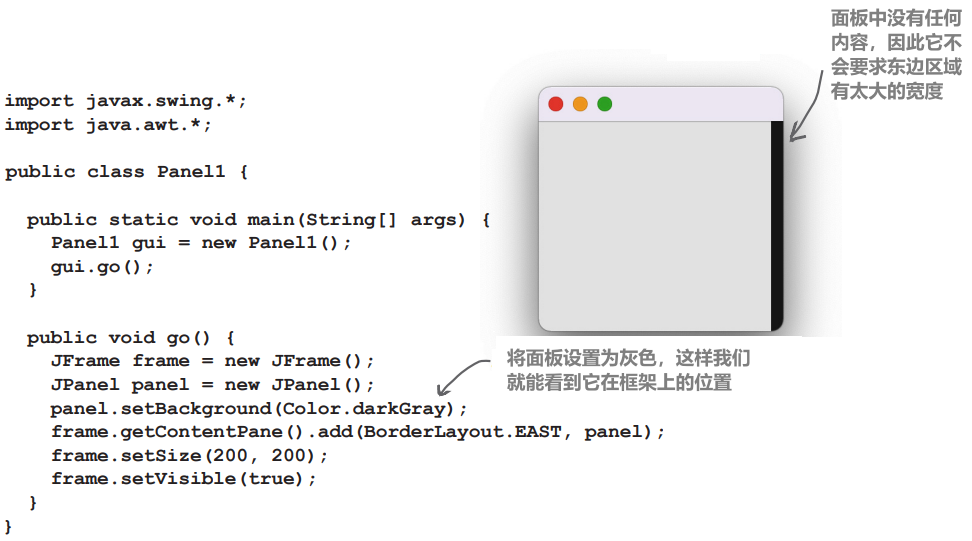 面板中没有任何
内容，因此它不
会要求东边区域
有太大的宽度
import javax.swing.*;
import java.awt.*;
public class Panel1 {
public static void main(String[] args) {
Panel1 gui = new Panel1();
gui.go();
}
public void go() {
JFrame frame = new JFrame();
JPanel panel = new JPanel();
panel.setBackground(Color.darkGray);
frame.getContentPane().add(BorderLayout.EAST, panel);
frame.setSize(200, 200);
frame.setVisible(true);
}
}
将面板设置为灰色，这样我们
就能看到它在框架上的位置